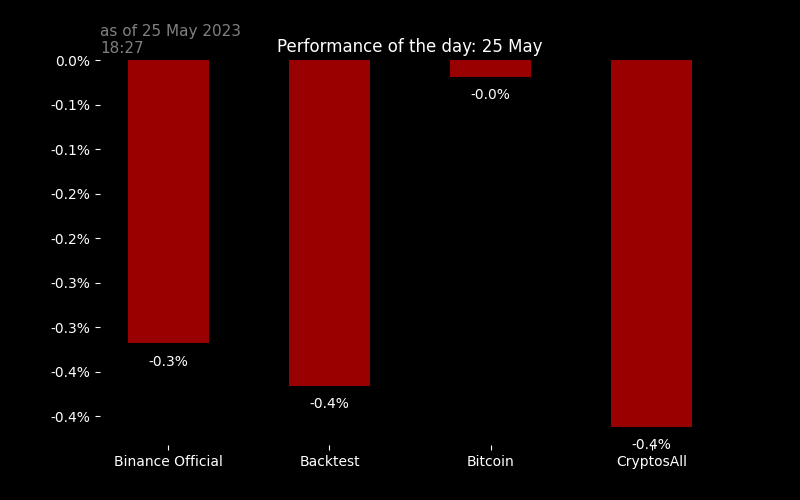 as of 25 May 2023
18:27
Performance of the day: 25 May
0.0%
-0.1%
-0.1%
-0.2%
-0.2%
-0.3%
-0.3%
-0.4%
-0.4%
-0.3%
-0.4%
-0.0%
-0.4%
Binance Official
Backtest
Bitcoin
CryptosAll